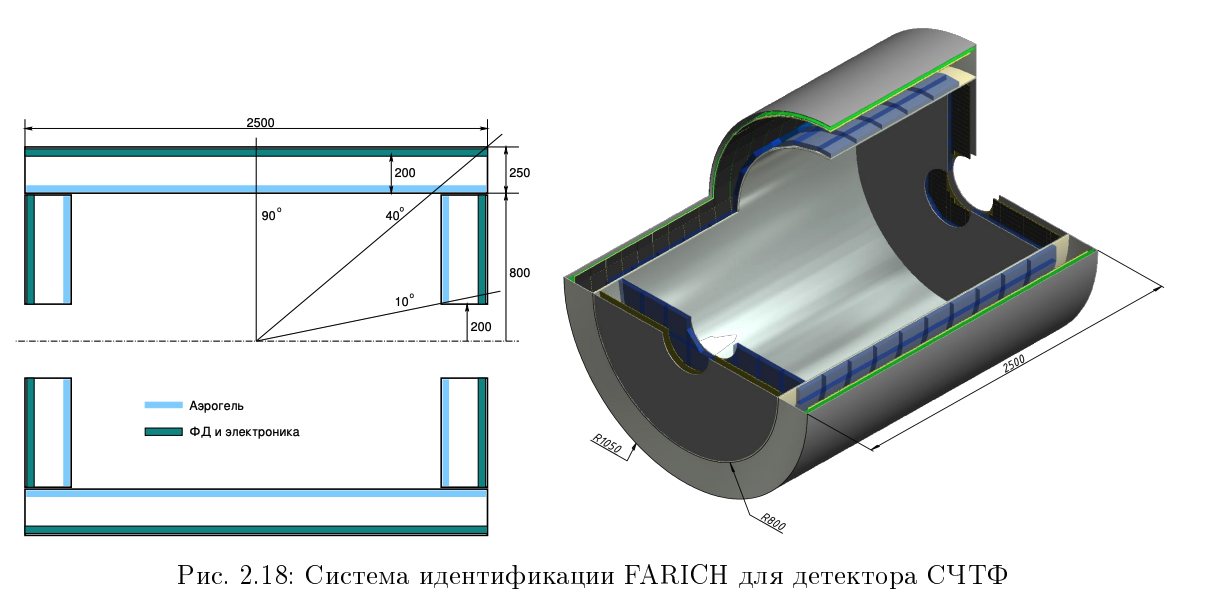 2500
200
250
90°
40°
800
10°
200
Аэрогель
ФД и электроника
2500
R1050
R800
Рис. 2.18: Система идентификации FARICH для детектора СЧТФ